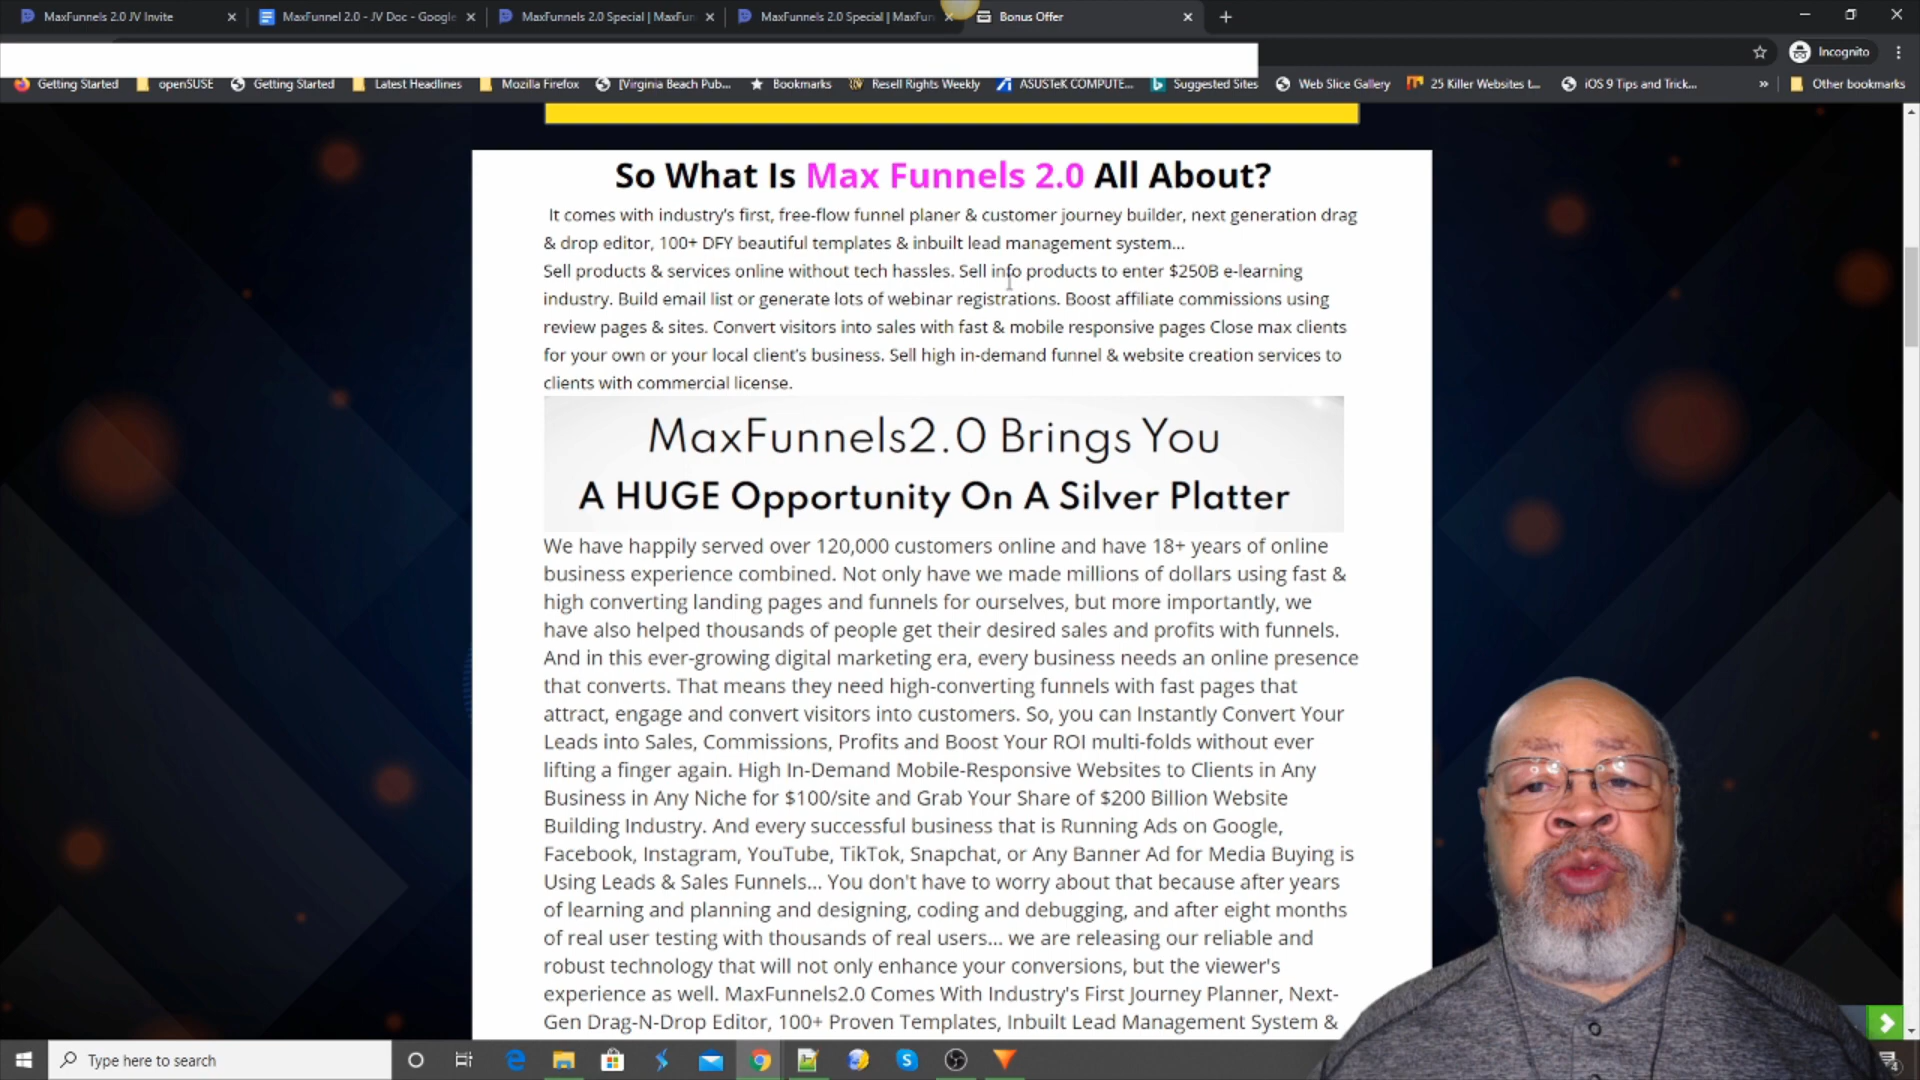 MaxFunnels 2.0 JV Invite
MaxFunnel 2.0 - JV Doc - Google
MaxFunnels 2.0 Special | MaxFun
MaxFunnels 2.0 Special | MaxFun
Bonus Offer
Incognito
Getting Started
openSUSE
Getting Started
Latest Headlines
Mozilla Firefox
[Virginia Beach Pub...
Bookmarks
Resell Rights Weekly
ASUSTeK COMPUTE...
Suggested Sites
Web Slice Gallery
25 Killer Websites t...
iOS 9 Tips and Trick...
»
Other bookmarks
So What Is Max Funnels 2.0 All About?
It comes with industry's first, free-flow funnel planer & customer journey builder, next generation drag
& drop editor, 100+ DFY beautiful templates & inbuilt lead management system...
Sell products & services online without tech hassles. Sell info products to enter $250B e-learning
industry. Build email list or generate lots of webinar registrations. Boost affiliate commissions using
review pages & sites. Convert visitors into sales with fast & mobile responsive pages Close max clients
for your own or your local client's business. Sell high in-demand funnel & website creation services to
clients with commercial license.
MaxFunnels2.0 Brings You
A HUGE Opportunity On A Silver Platter
We have happily served over 120,000 customers online and have 18+ years of online
business experience combined. Not only have we made millions of dollars using fast &
high converting landing pages and funnels for ourselves, but more importantly, we
have also helped thousands of people get their desired sales and profits with funnels.
And in this ever-growing digital marketing era, every business needs an online presence
that converts. That means they need high-converting funnels with fast pages that
attract, engage and convert visitors into customers. So, you can Instantly Convert Your
Leads into Sales, Commissions, Profits and Boost Your ROI multi-folds without ever
lifting a finger again. High In-Demand Mobile-Responsive Websites to Clients in Any
Business in Any Niche for $100/site and Grab Your Share of $200 Billion Website
Building Industry. And every successful business that is Running Ads on Google,
Facebook, Instagram, YouTube, TikTok, Snapchat, or Any Banner Ad for Media Buying is
Using Leads & Sales Funnels... You don't have to worry about that because after years
of learning and planning and designing, coding and debugging, and after eight months
of real user testing with thousands of real users... we are releasing our reliable and
robust technology that will not only enhance your conversions, but the viewer's
experience as well. MaxFunnels2.0 Comes With Industry's First Journey Planner, Next-
Gen Drag-N-Drop Editor, 100+ Proven Templates, Inbuilt Lead Management System &
Type here to search